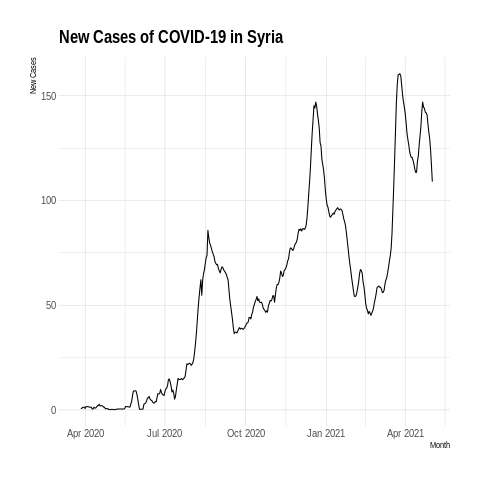 New Cases of COVID-19 in Syria
New Cases
150
100
50
0
Apr 2020 Jul 2020 Oct 2020 Jan 2021 Apr 2021
Month